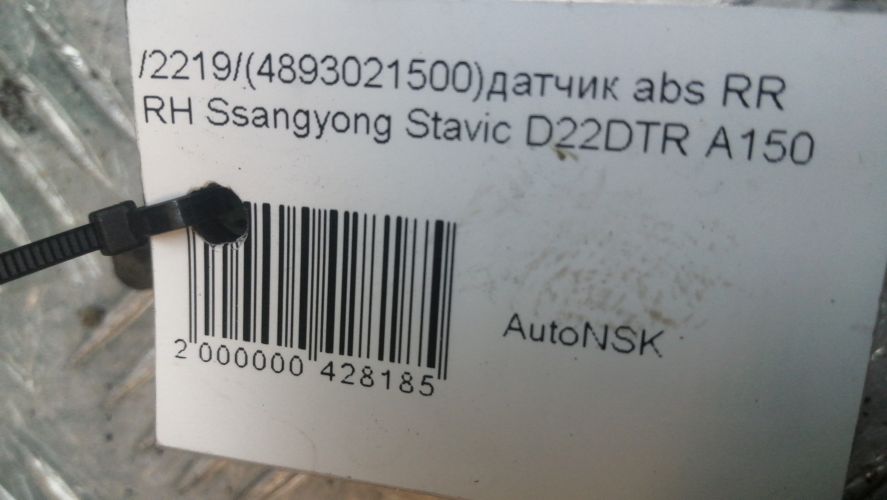 /2219/(4893021500)датчик abs RR
RH Ssangyong Stavic D22DTR A150
AutoNSK
2 000000 428185